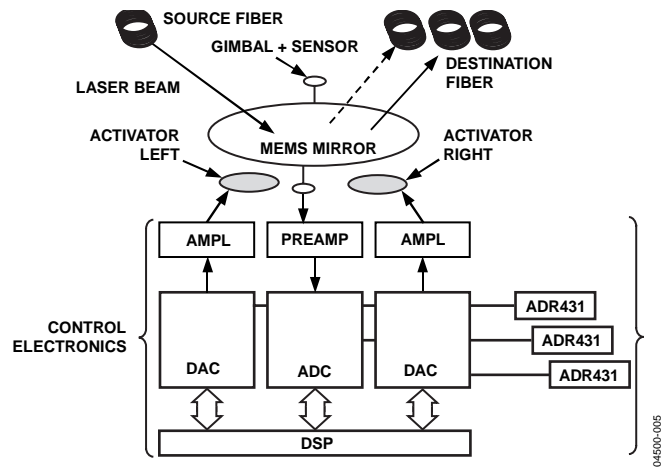 SOURCE FIBER
GIMBAL + SENSOR
DESTINATION
FIBER
LASER BEAM
ACTIVATOR
LEFT
MEMS MIRROR
ACTIVATOR
RIGHT
AMPL
PREAMP
AMPL
CONTROL
ELECTRONICS
DAC
ADC
DAC
ADR431
ADR431
ADR431
DSP
04500-005